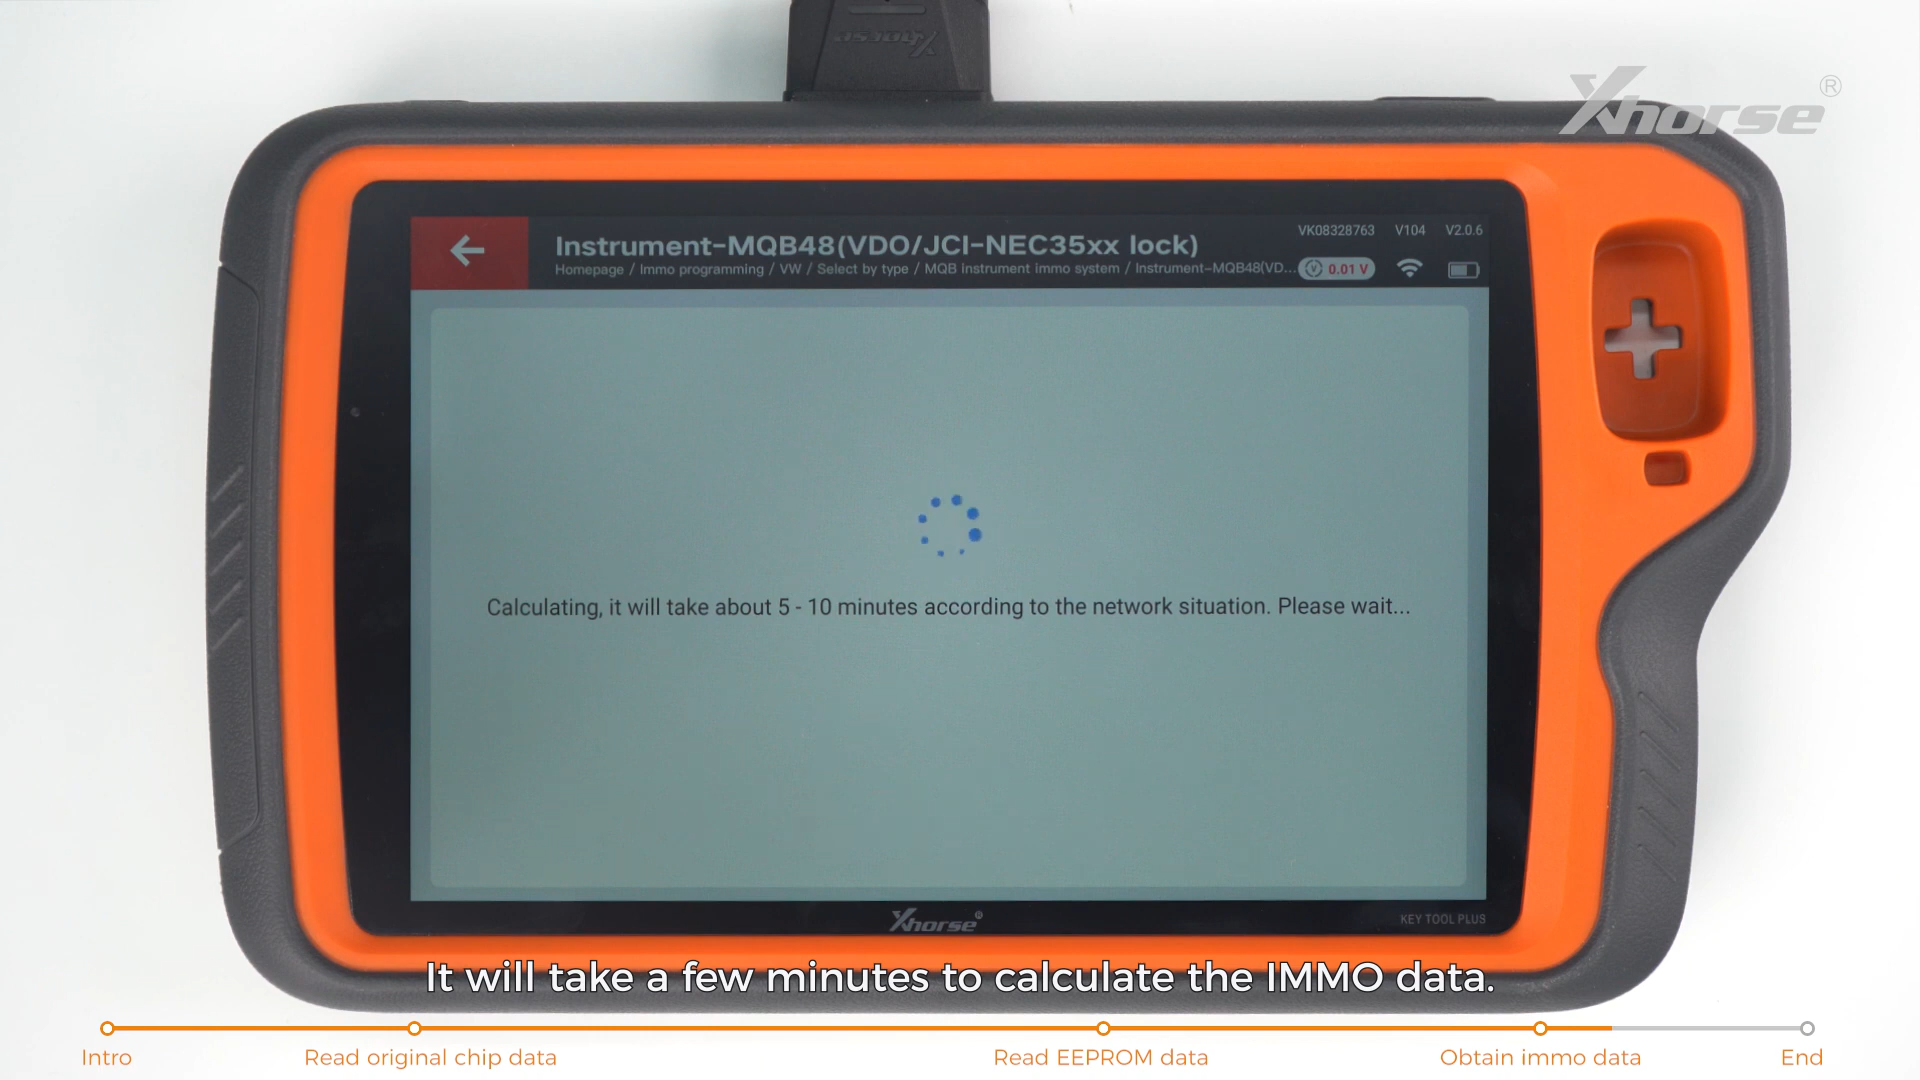 Xhorse
Xhorse®
Instrument-MQB48(VDO/JCI-NEC35xx lock)
VK08328763 V104 V2.0.6
Homepage / Immo programming / VW / Select by type / MQB Instrument immo system / Instrument-MQB48(VD...
0.01 V
Calculating, it will take about 5 - 10 minutes according to the network situation. Please wait...
Xhorse®
KEY TOOL PLUS
It will take a few minutes to calculate the IMMO data.
Intro
Read original chip data
Read EEPROM data
Obtain immo data
End